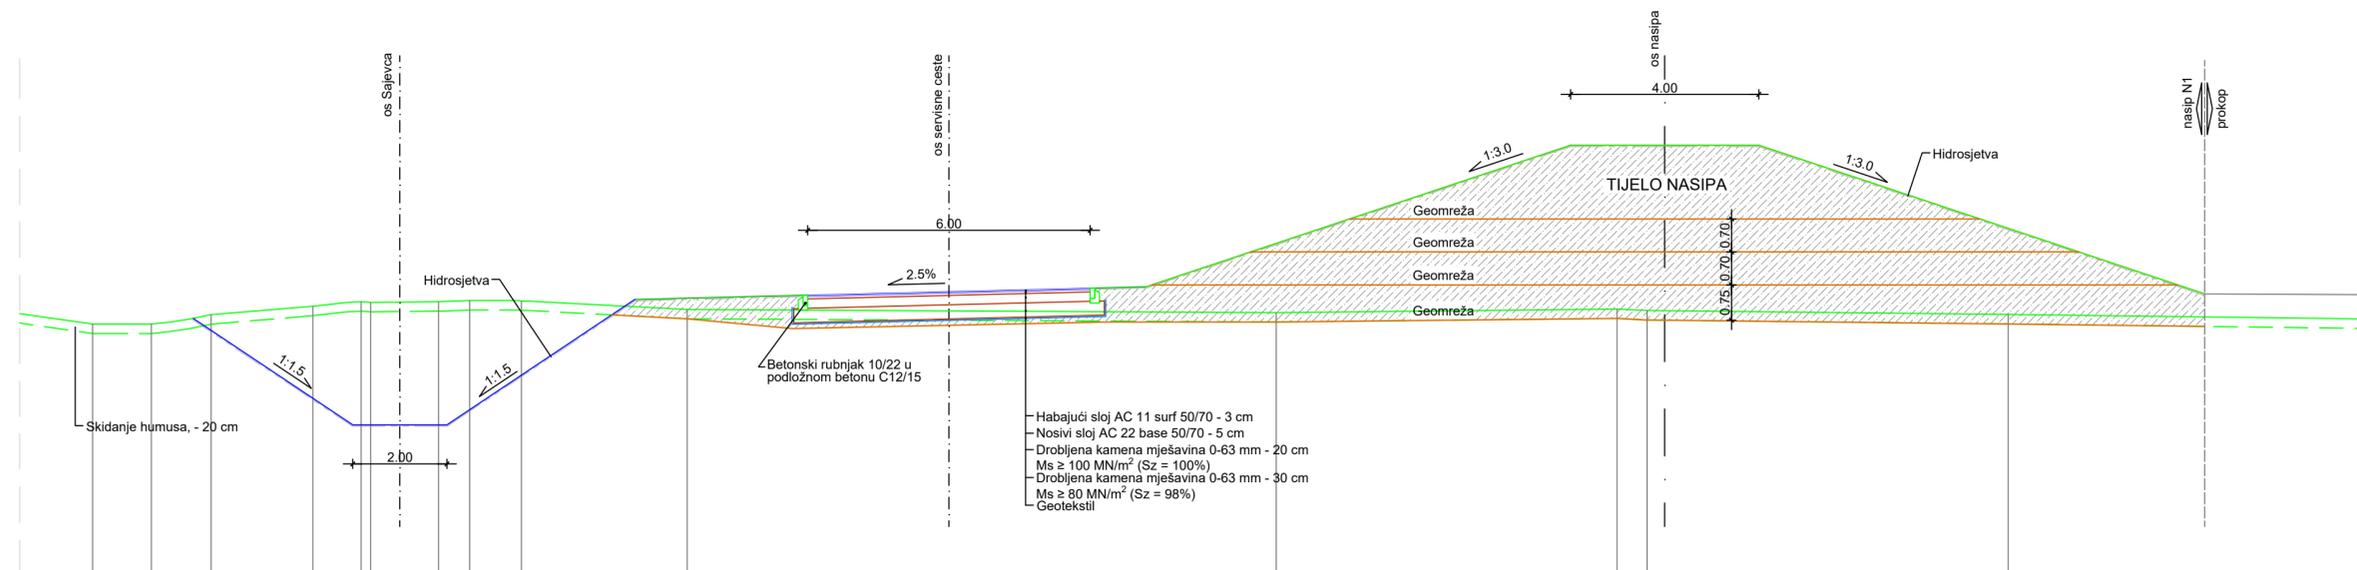 os Sajevca
os servisne ceste
os nasipa
4.00
nasip N1
prokop
1:3.0
1:3.0
Hidrosjetva
TIJELO NASIPA
Geomreža
6.00
0.70
Geomreža
2.5%
0.70
Hidrosjetva
Geomreža
0.75
Geomreža
1:1.5
1:1.5
Betonski rubnjak 10/22 u
podložnom betonu C12/15
Skidanje humusa, - 20 cm
2.00
Habajući sloj AC 11 surf 50/70 - 3 cm
Nosivi sloj AC 22 base 50/70 - 5 cm
Drobljena kamena mješavina 0-63 mm - 20 cm
Ms ≥ 100 MN/m² (Sz = 100%)
Drobljena kamena mješavina 0-63 mm - 30 cm
Ms ≥ 80 MN/m² (Sz = 98%)
Geotekstil